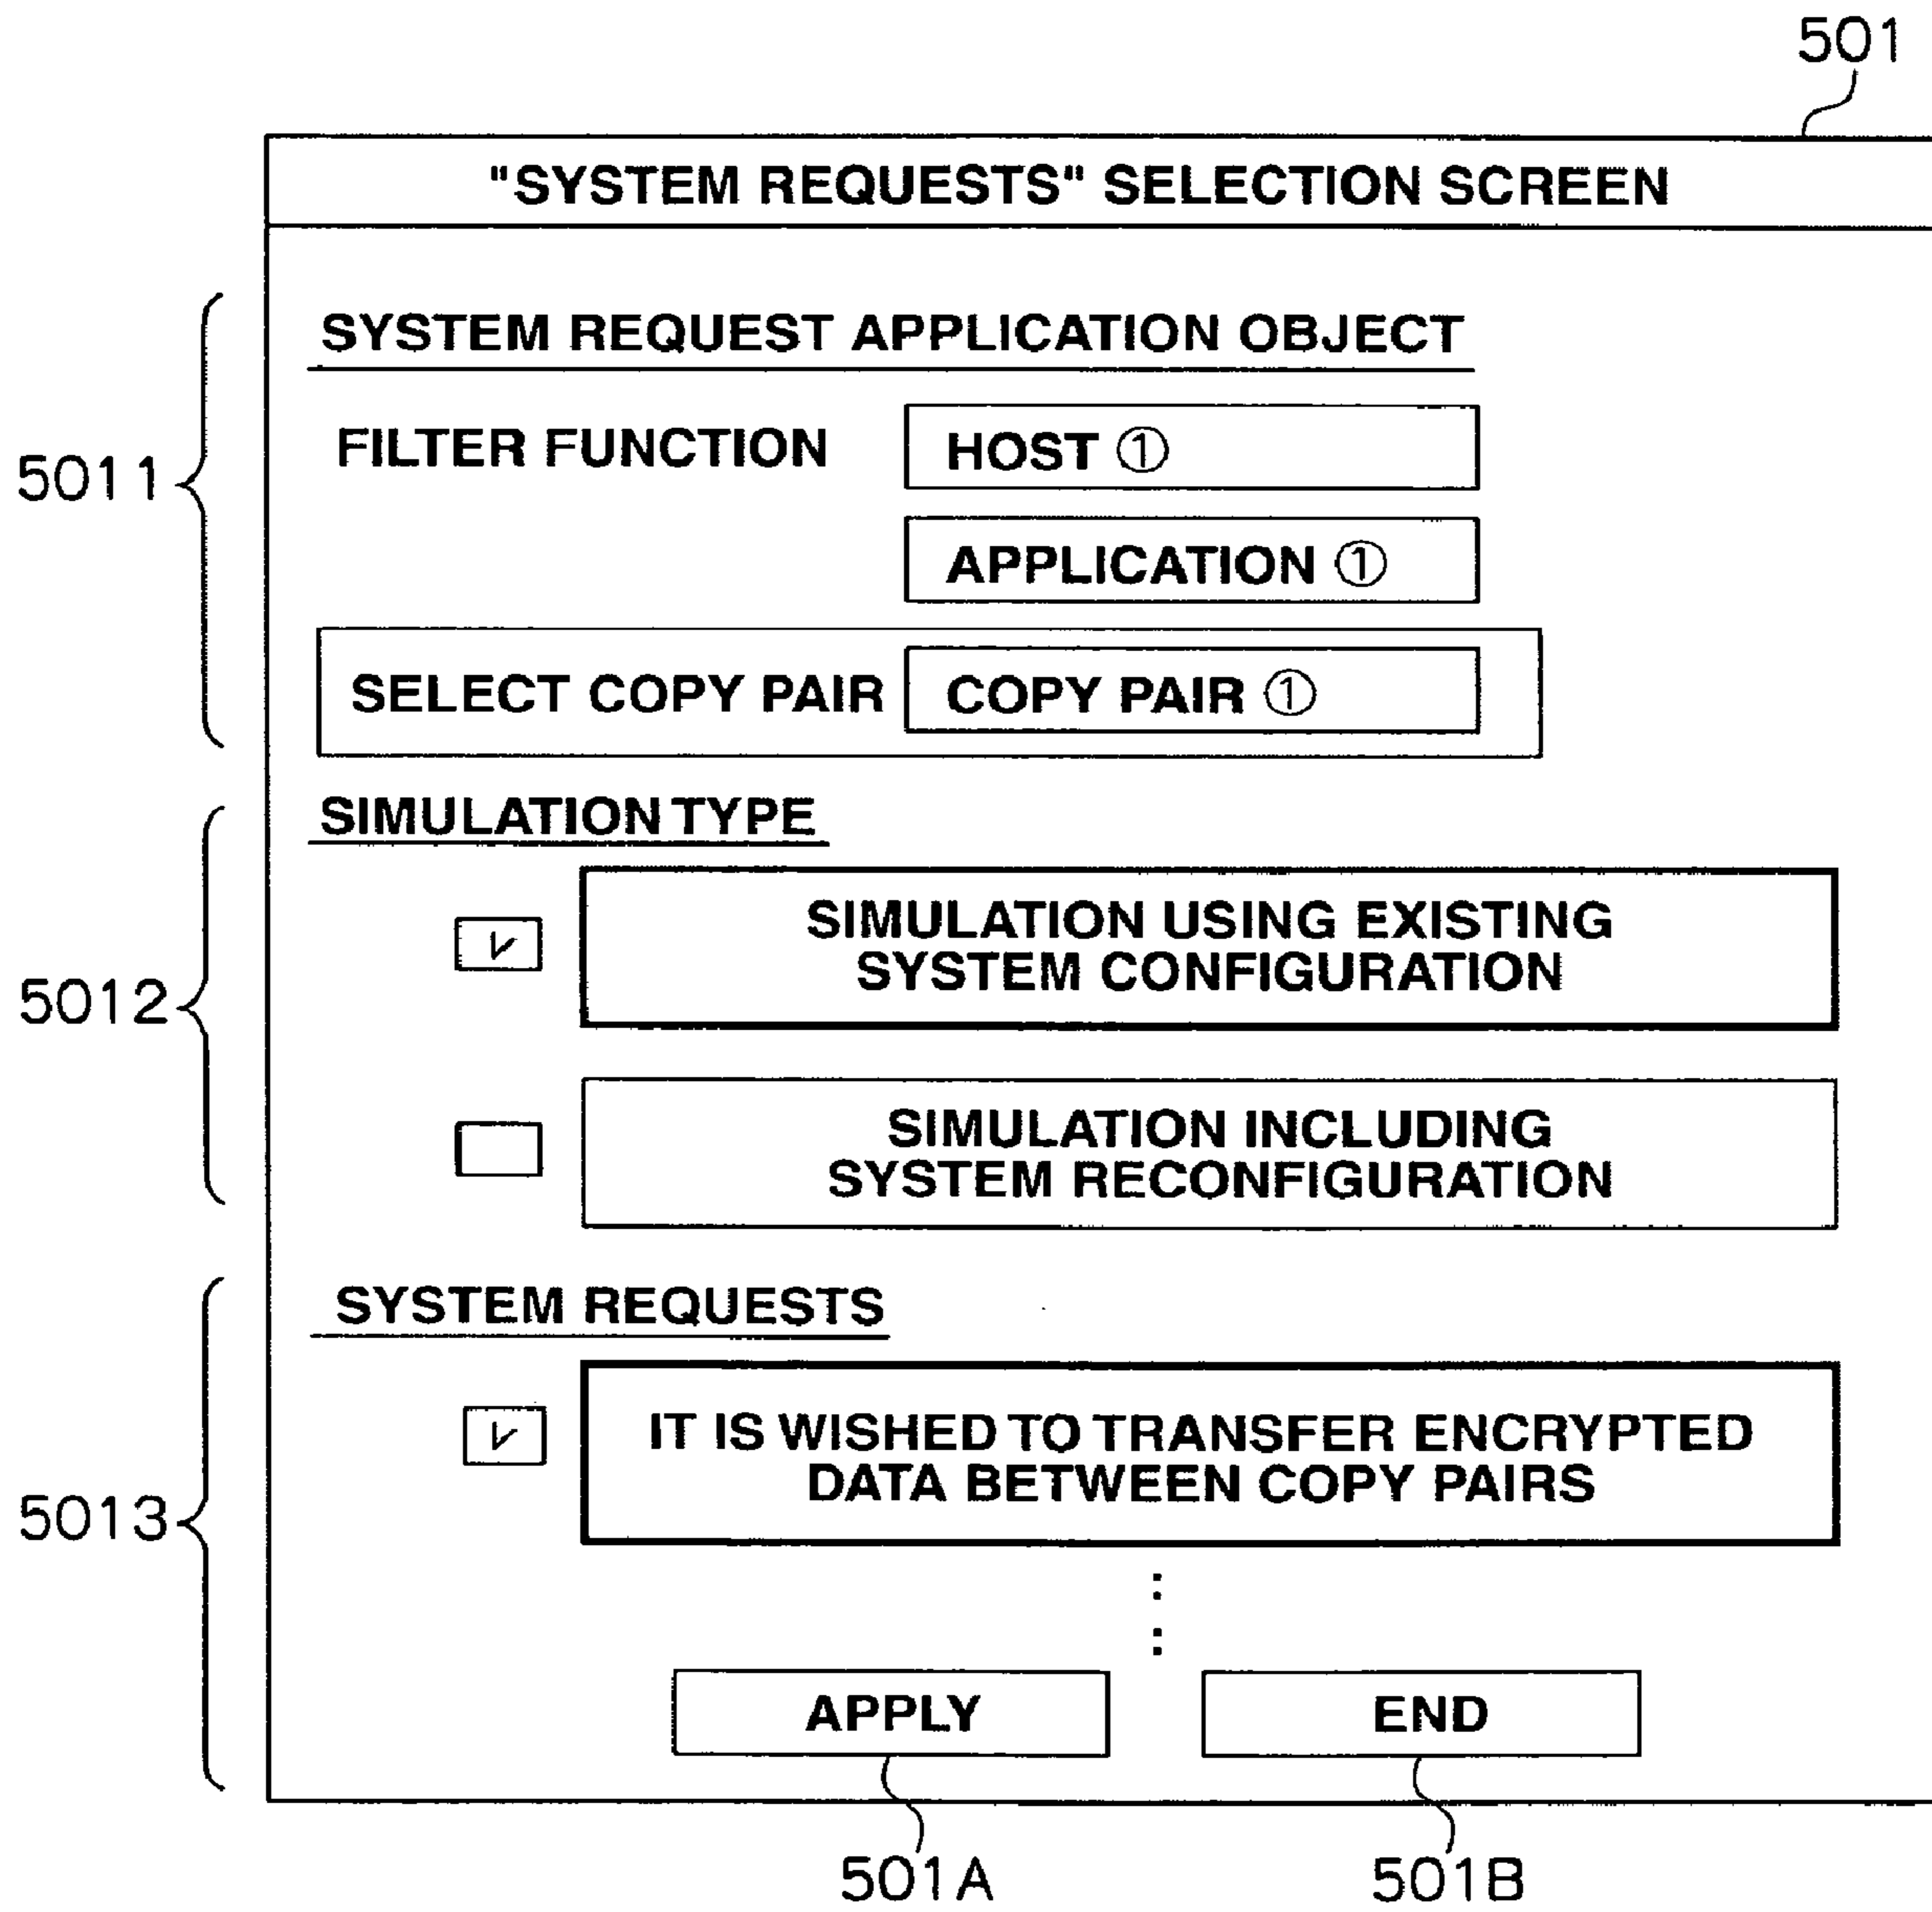 501
"SYSTEM REQUESTS" SELECTION SCREEN
5011
SYSTEM REQUEST APPLICATION OBJECT
FILTER FUNCTION
HOST ①
APPLICATION ①
SELECT COPY PAIR
COPY PAIR ①
5012
SIMULATION TYPE
SIMULATION USING EXISTING
SYSTEM CONFIGURATION
SIMULATION INCLUDING
SYSTEM RECONFIGURATION
5013
SYSTEM REQUESTS
IT IS WISHED TO TRANSFER ENCRYPTED
DATA BETWEEN COPY PAIRS
APPLY
END
501A
501B